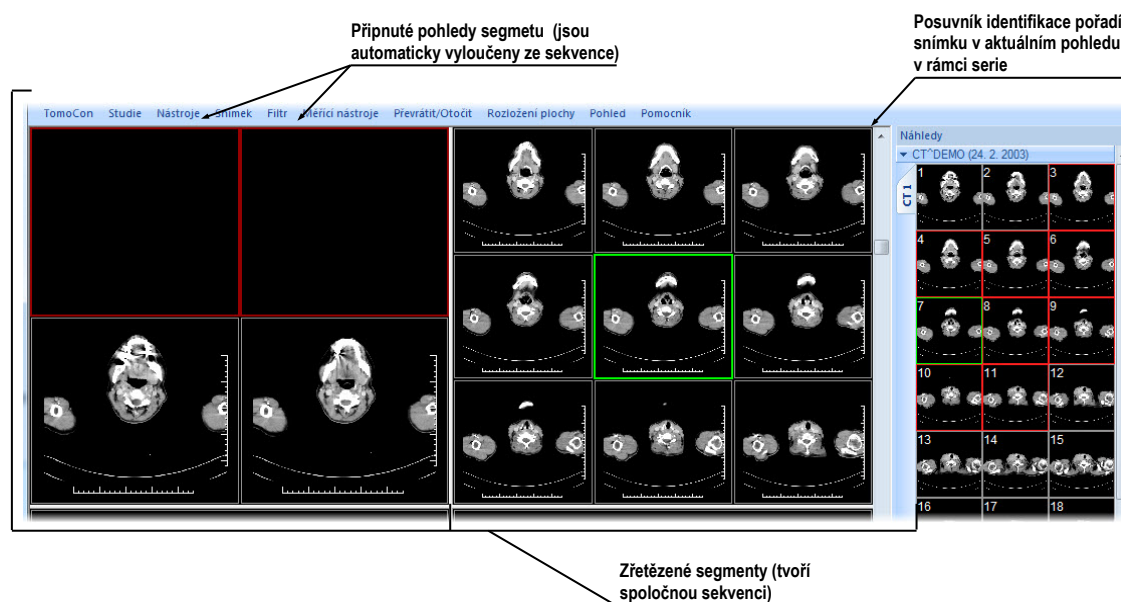 Připnuté pohledy segmetu  (jsou
automaticky vyloučeny ze sekvence)
Posuvník identifikace pořadí
snímku v aktuálním pohledu
v rámci serie
TomoCon Studie Nástroje Snímek Filtr Měřící nástroje Převrátit/Otočit Rozložení plochy Pohled Pomocník
Náhledy
CT^DEMO (24. 2. 2003)
CT 1
1 2 3
4 5 6
7 8 9
10 11 12
13 14 15
16 17 18
Zřetězené segmenty (tvoří
spoločnou sekvenci)